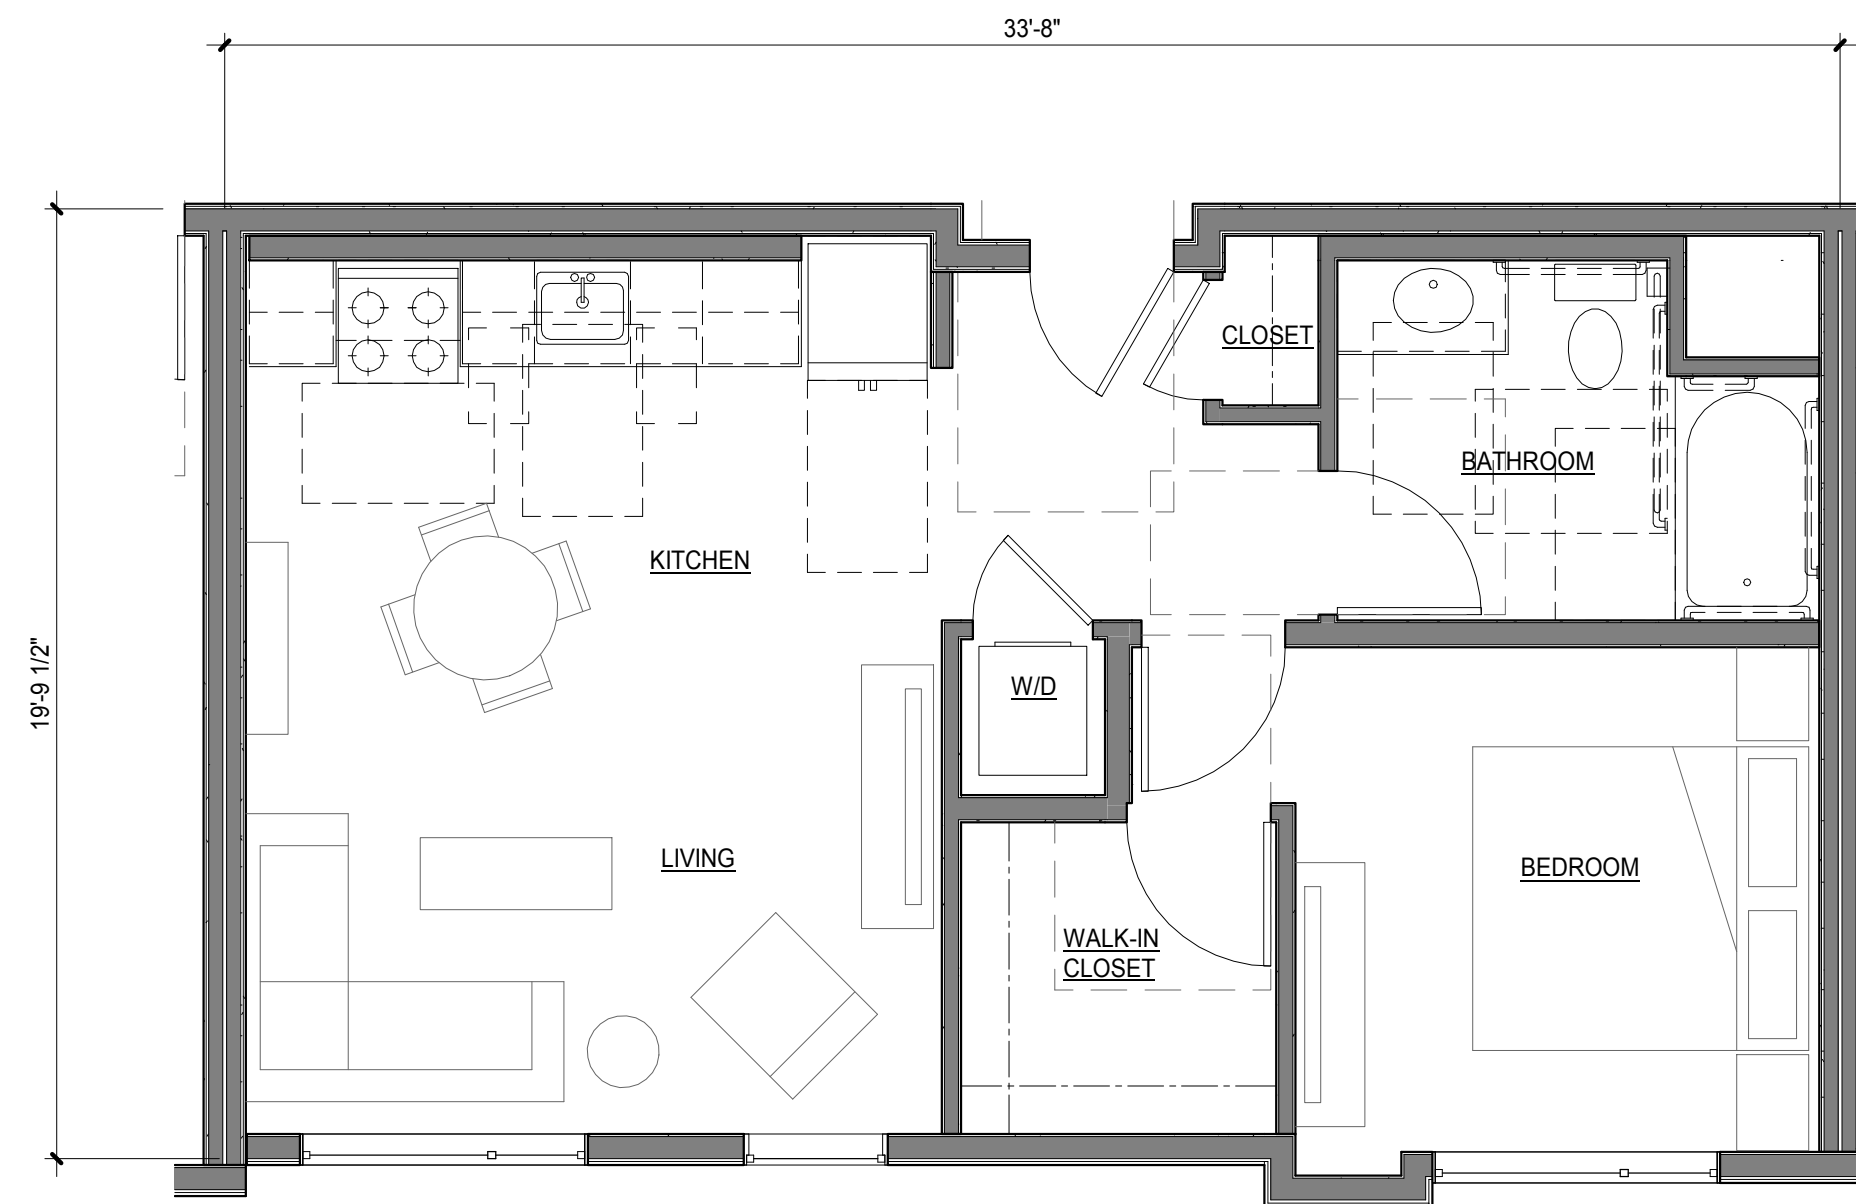 33'-8"
CLOSET
BATHROOM
KITCHEN
19'-9 1/2"
W/D
LIVING
BEDROOM
WALK-IN
CLOSET